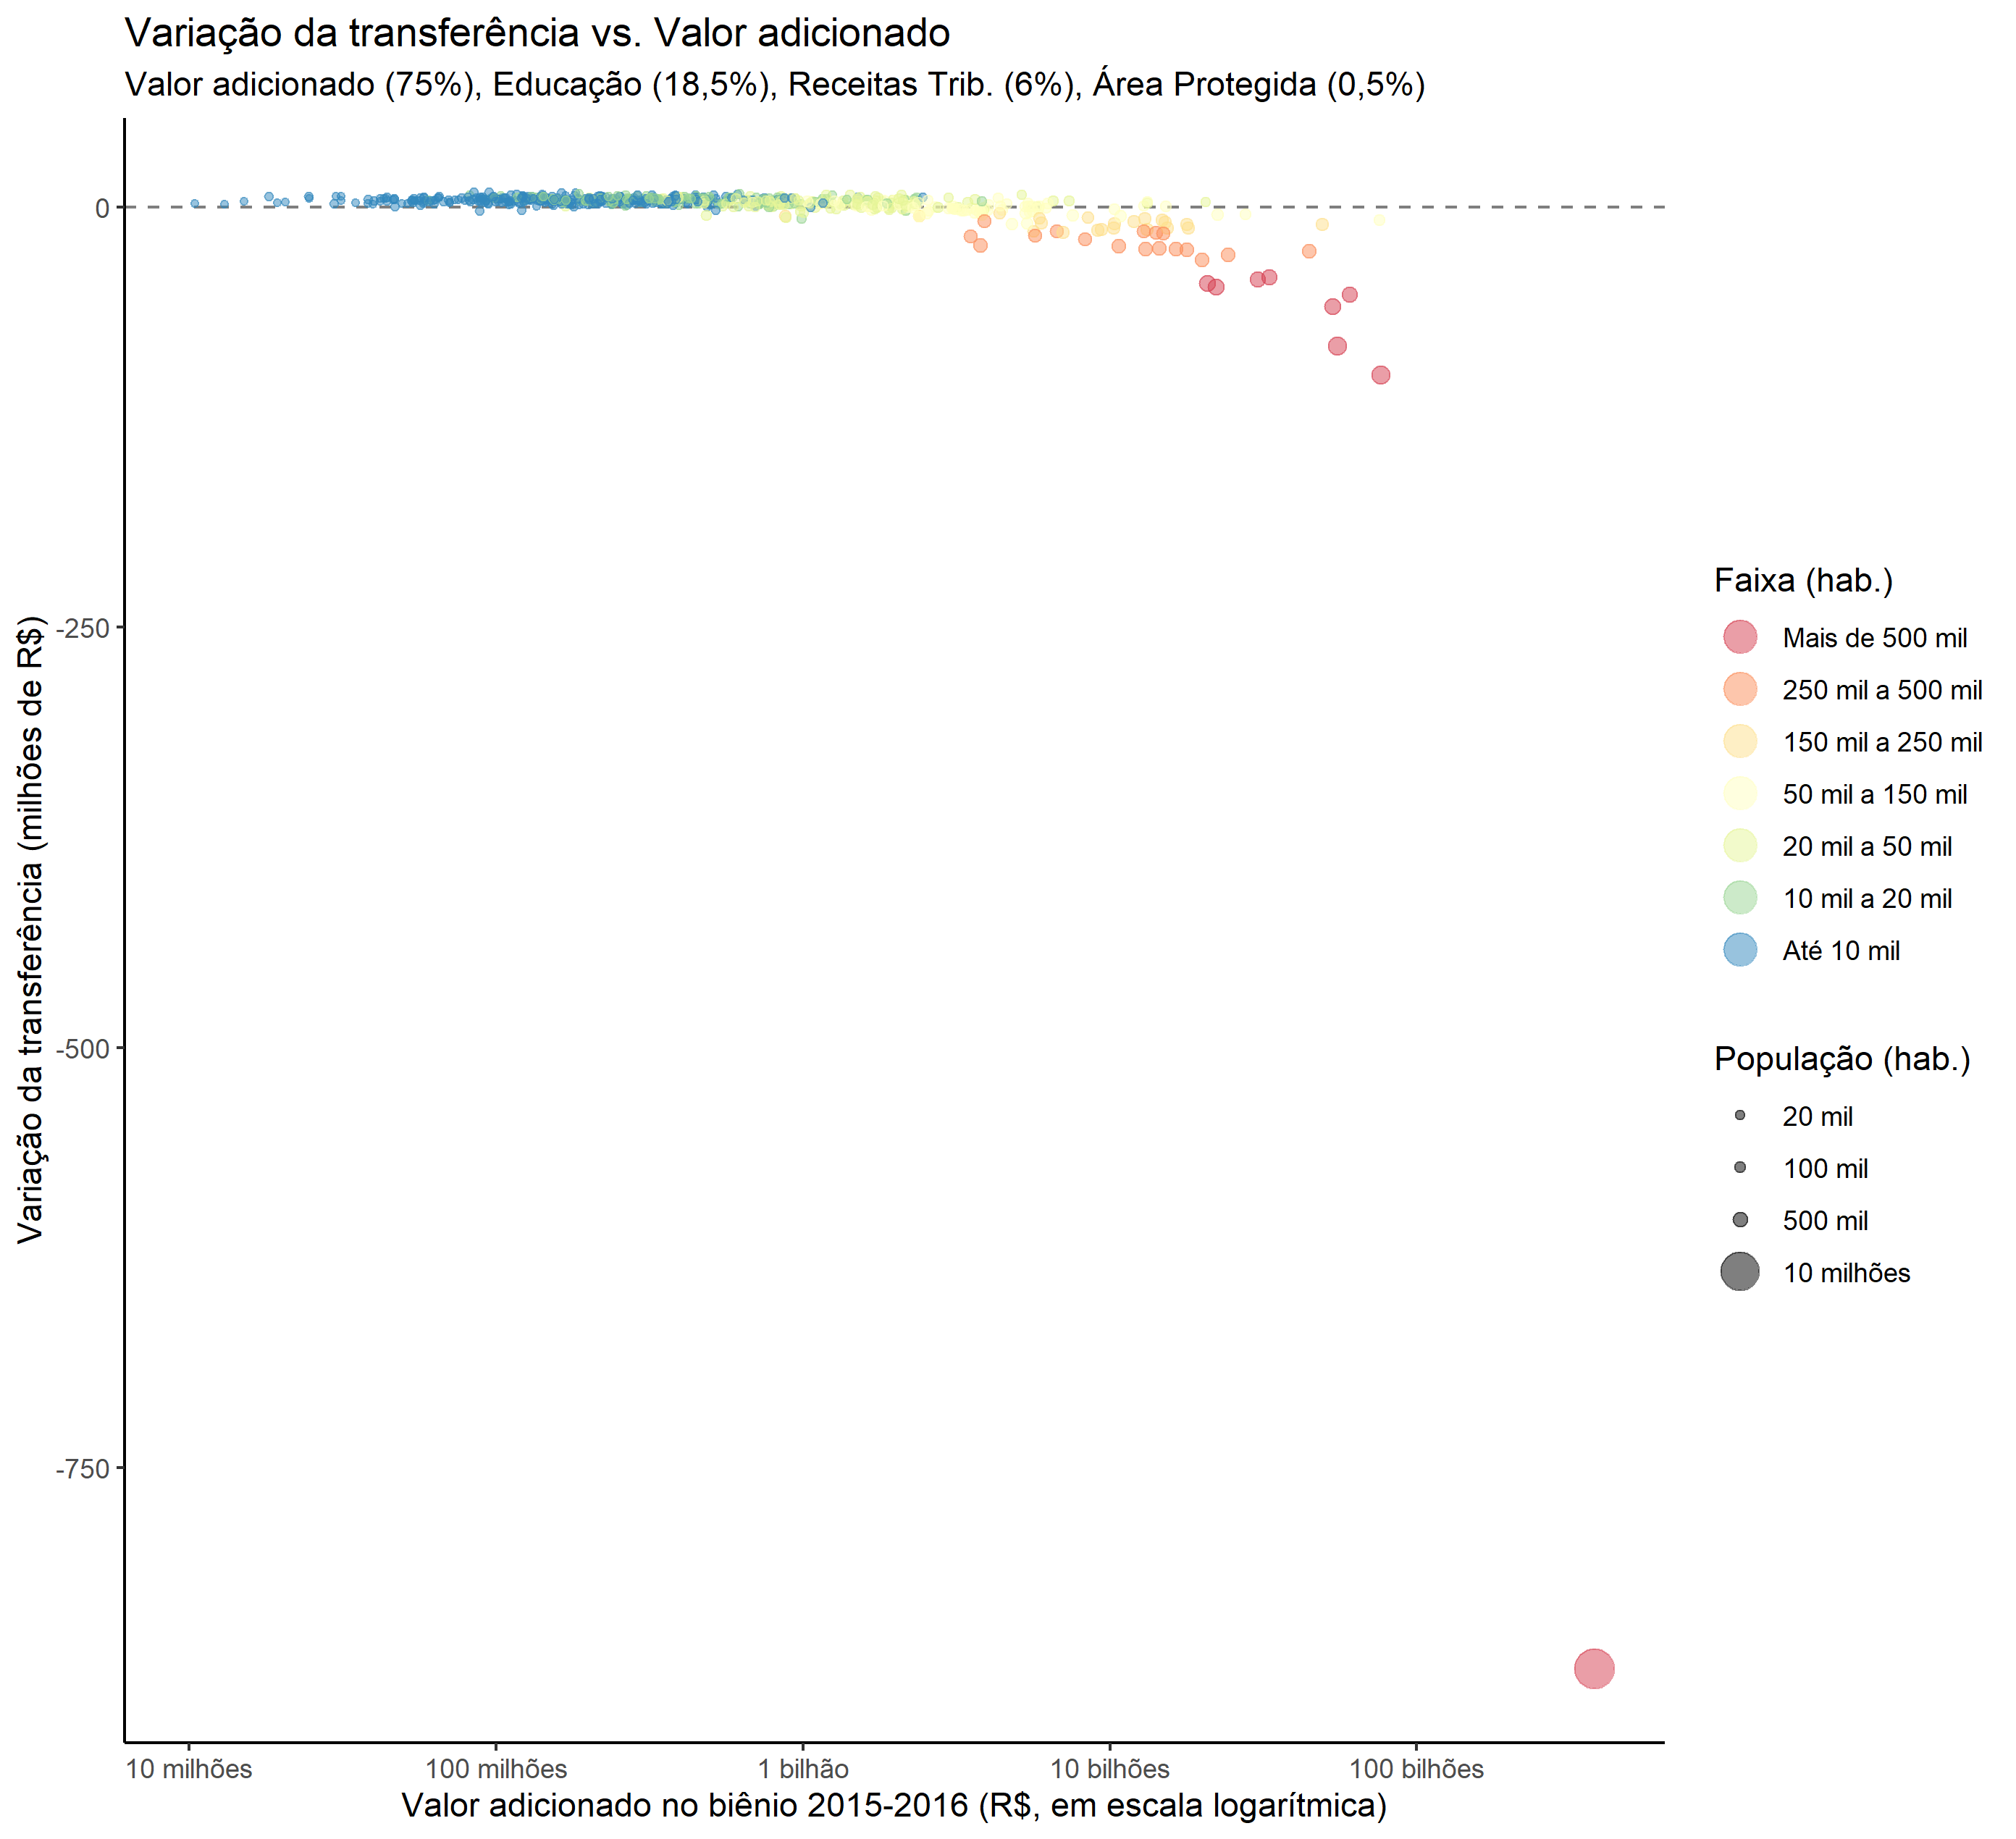 Variação da transferência vs. Valor adicionado
Valor adicionado (75%), Educação (18,5%), Receitas Trib. (6%), Área Protegida (0,5%)
Variação da transferência (milhões de R$)
0
-250
-500
-750
10 milhões
100 milhões
1 bilhão
10 bilhões
100 bilhões
Valor adicionado no biênio 2015-2016 (R$, em escala logarítmica)
Faixa (hab.)
Mais de 500 mil
250 mil a 500 mil
150 mil a 250 mil
50 mil a 150 mil
20 mil a 50 mil
10 mil a 20 mil
Até 10 mil
População (hab.)
20 mil
100 mil
500 mil
10 milhões